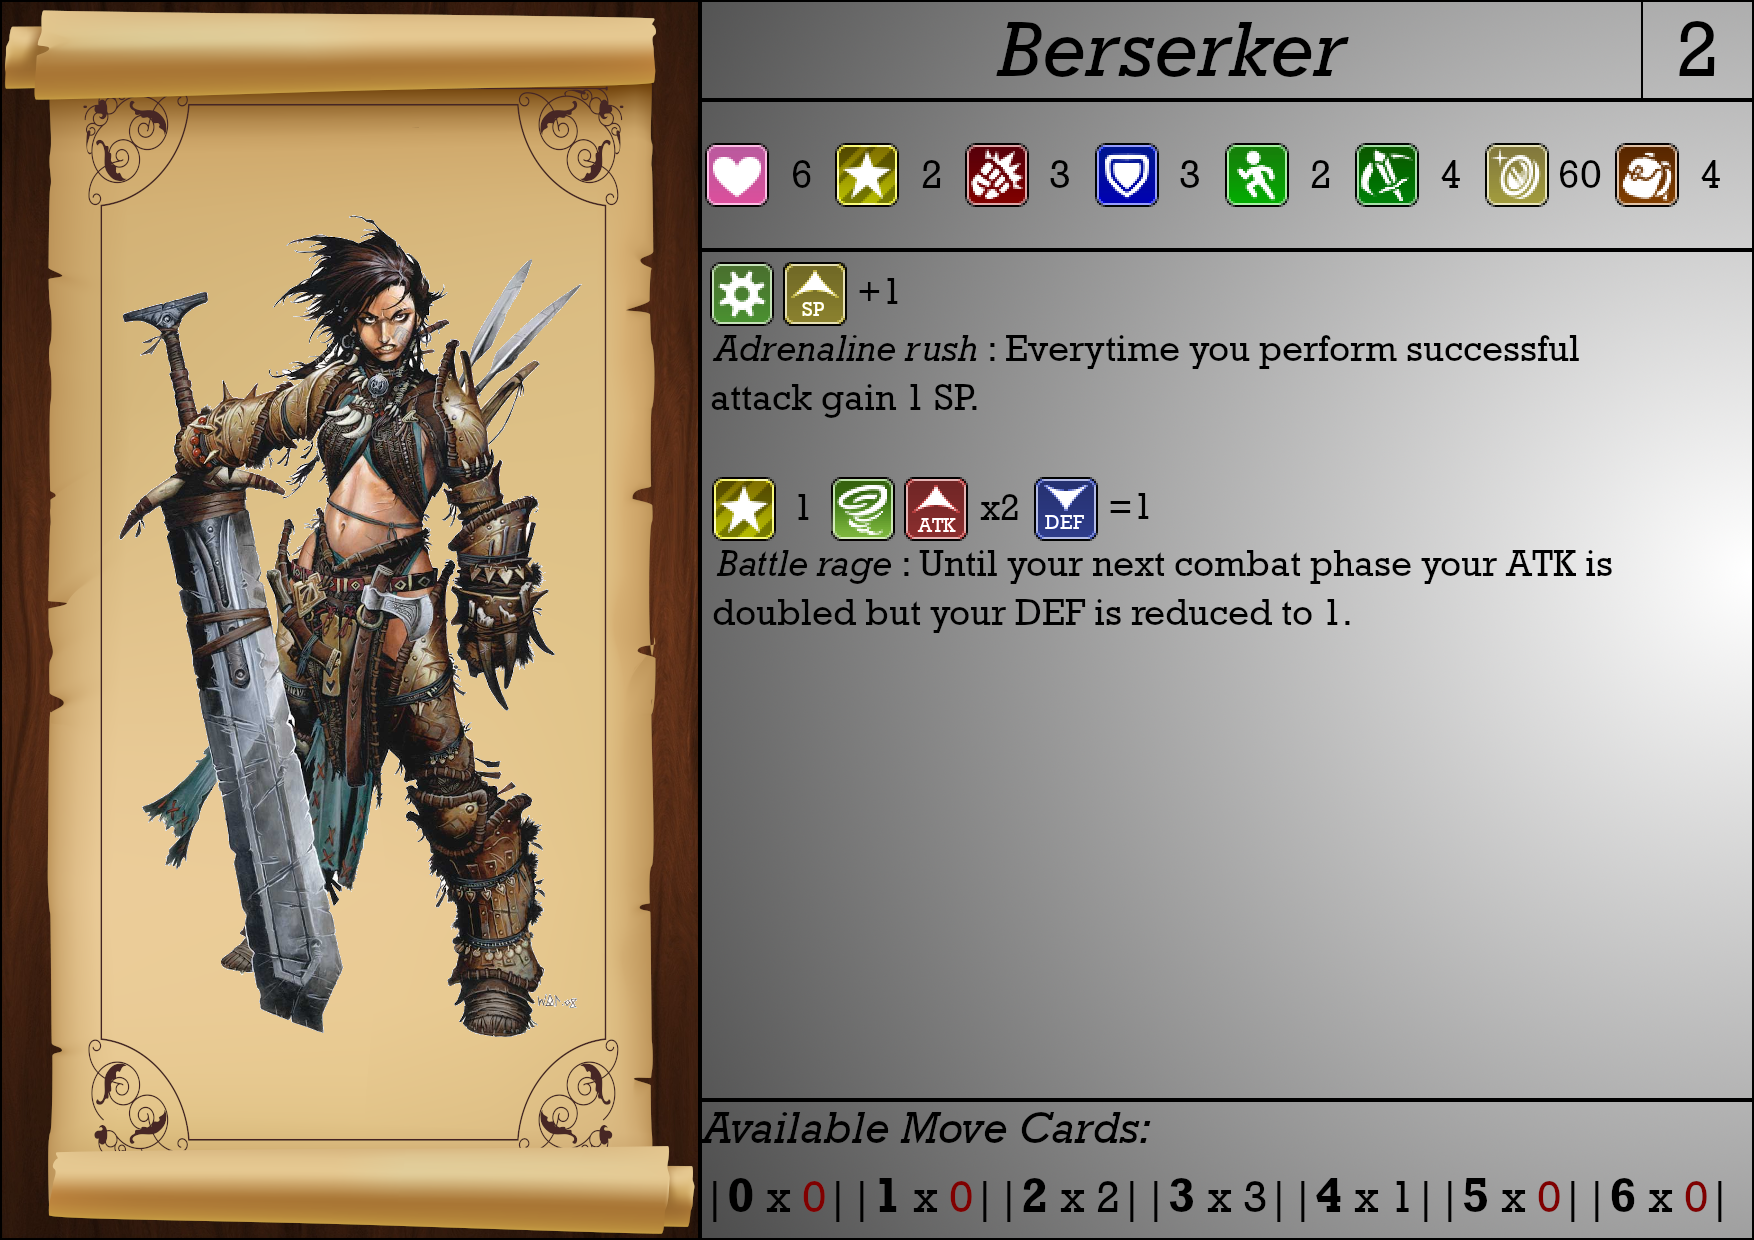 Berserker 2
6 2 3 3 2 4 60 4
SP +1
Adrenaline rush : Everytime you perform successful
attack gain 1 SP.
1 ATK x2 DEF =1
Battle rage : Until your next combat phase your ATK is
doubled but your DEF is reduced to 1.
Available Move Cards:
|0 x 0| |1 x 0| |2 x 2| |3 x 3| |4 x 1| |5 x 0| |6 x 0|